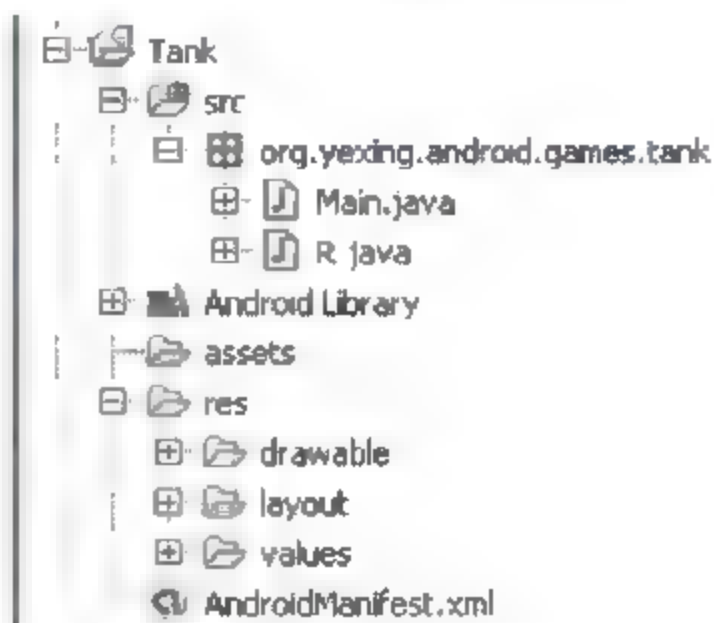 Tank
src
org.yexing.android.games.tank
Main.java
R java
Android Library
assets
res
drawable
layout
values
AndroidManifest.xml